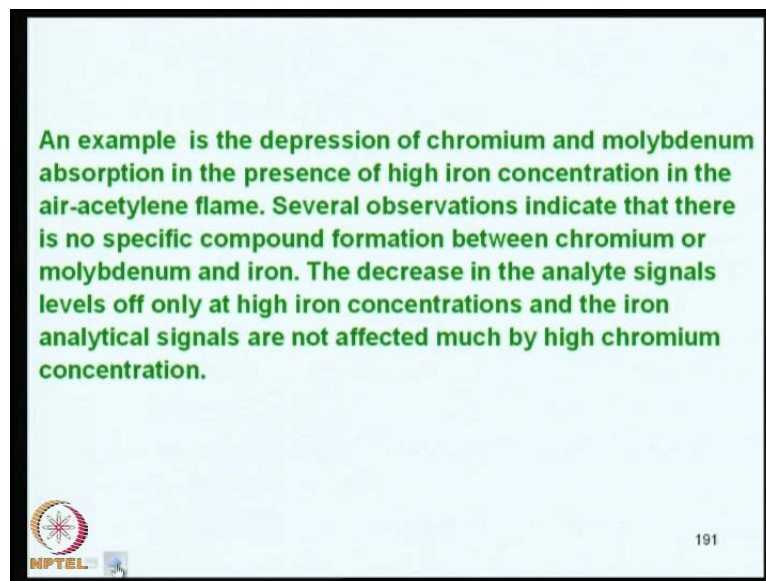 An example is the depression of chromium and molybdenum
absorption in the presence of high iron concentration in the
air-acetylene flame. Several observations indicate that there
is no specific compound formation between chromium or
molybdenum and iron. The decrease in the analyte signals
levels off only at high iron concentrations and the iron
analytical signals are not affected much by high chromium
concentration.
191
NPTEL